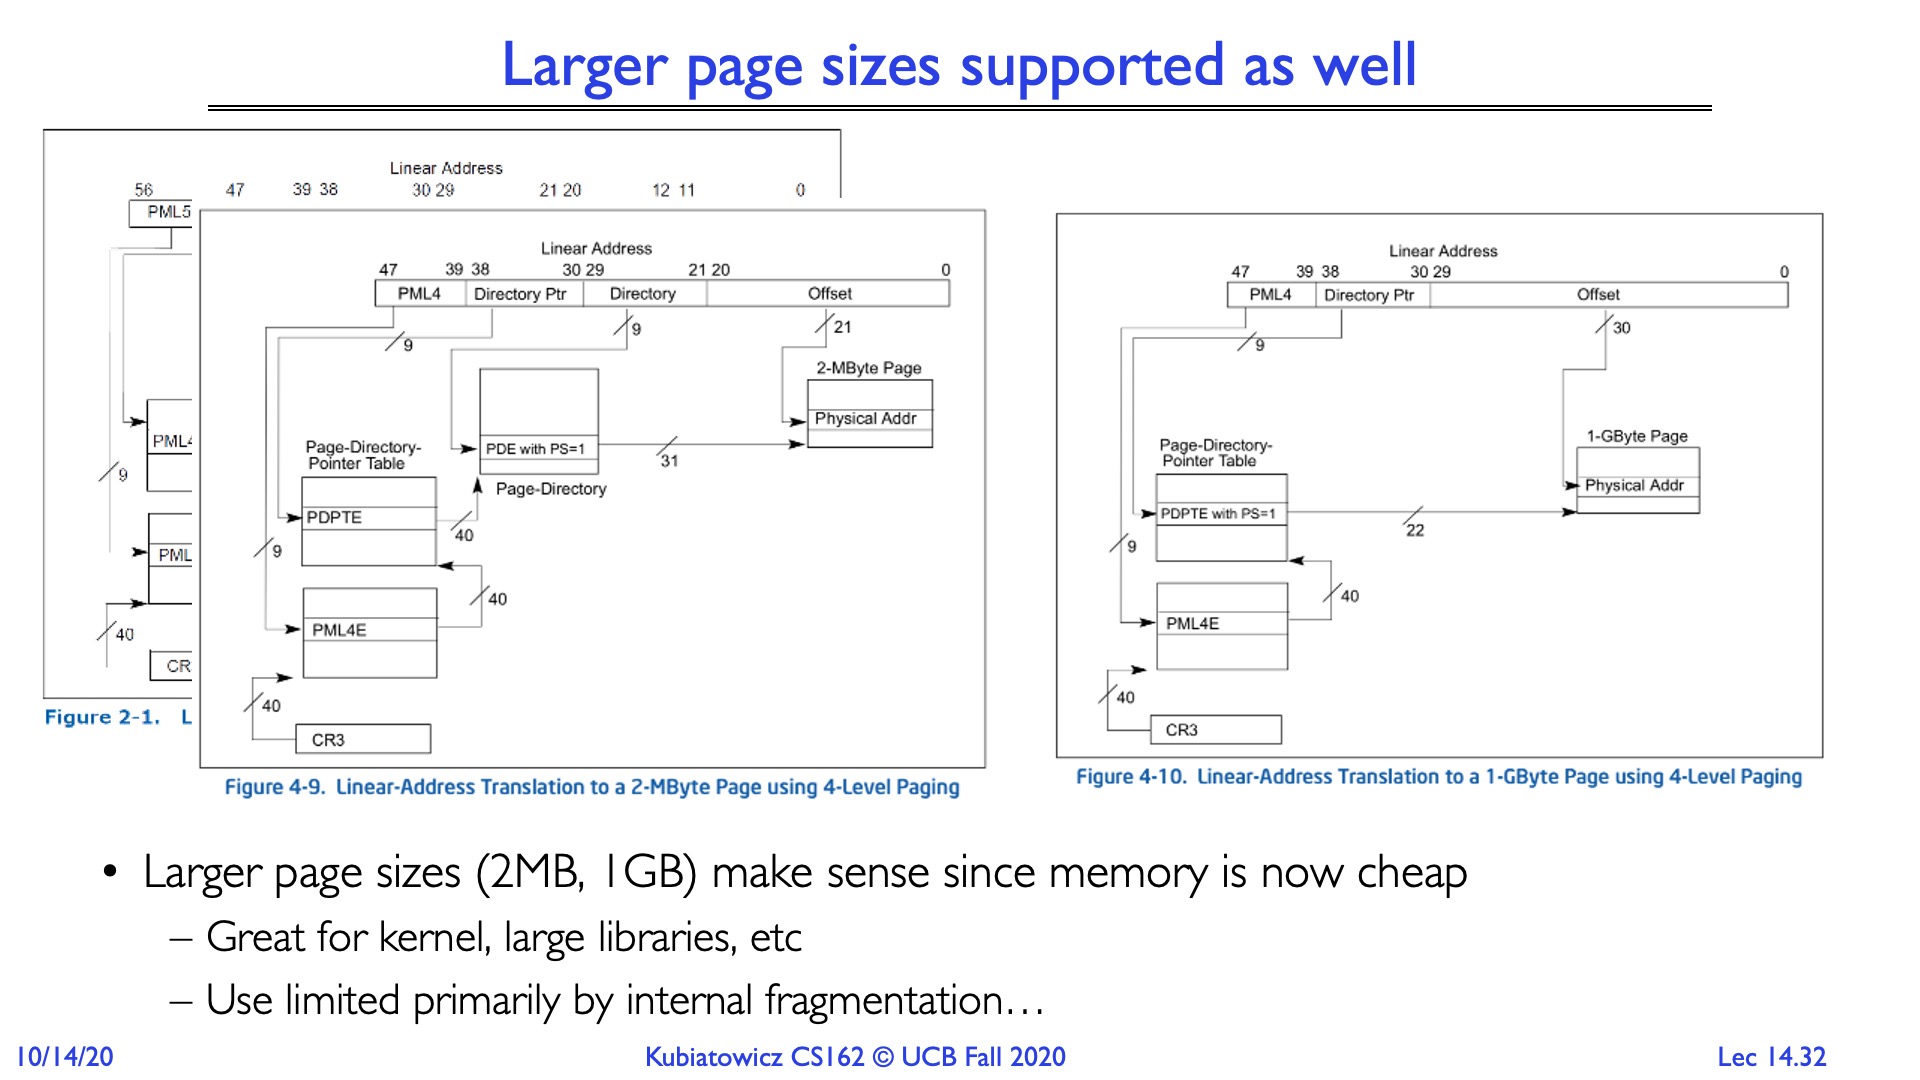 Larger page sizes supported as well
Linear Address
56 47 39 38 30 29 21 20 12 11 0
PML5
9
40
CR
Figure 2-1. L
Linear Address
47 39 38 30 29 21 20 0
PML4 Directory Ptr Directory Offset
9 9 21
2-MByte Page
Physical Addr
PDE with PS=1
31
Page-Directory
Page-Directory-
Pointer Table
PDPTE
40
9
40
PML4E
40
CR3
Figure 4-9. Linear-Address Translation to a 2-MByte Page using 4-Level Paging
Linear Address
47 39 38 30 29 0
PML4 Directory Ptr Offset
9 30
1-GByte Page
Physical Addr
Page-Directory-
Pointer Table
PDPTE with PS=1
22
9
40
PML4E
40
CR3
Figure 4-10. Linear-Address Translation to a 1-GByte Page using 4-Level Paging
• Larger page sizes (2MB, 1GB) make sense since memory is now cheap
– Great for kernel, large libraries, etc
– Use limited primarily by internal fragmentation…
10/14/20 Kubiatowicz CS162 © UCB Fall 2020 Lec 14.32